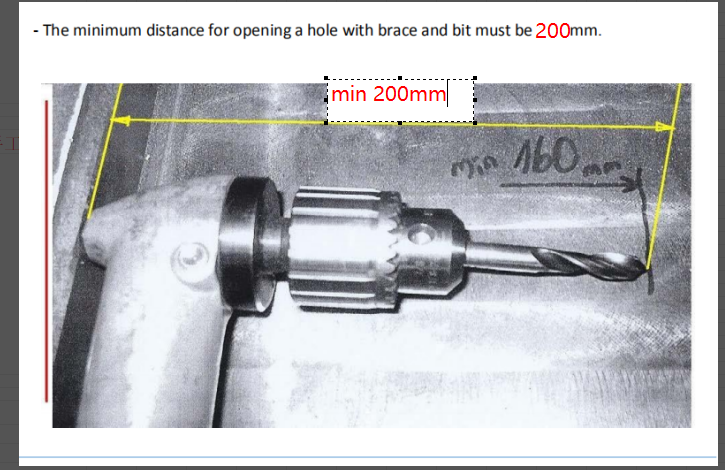 - The minimum distance for opening a hole with brace and bit must be 200mm.
min 200mm
min 160 mm